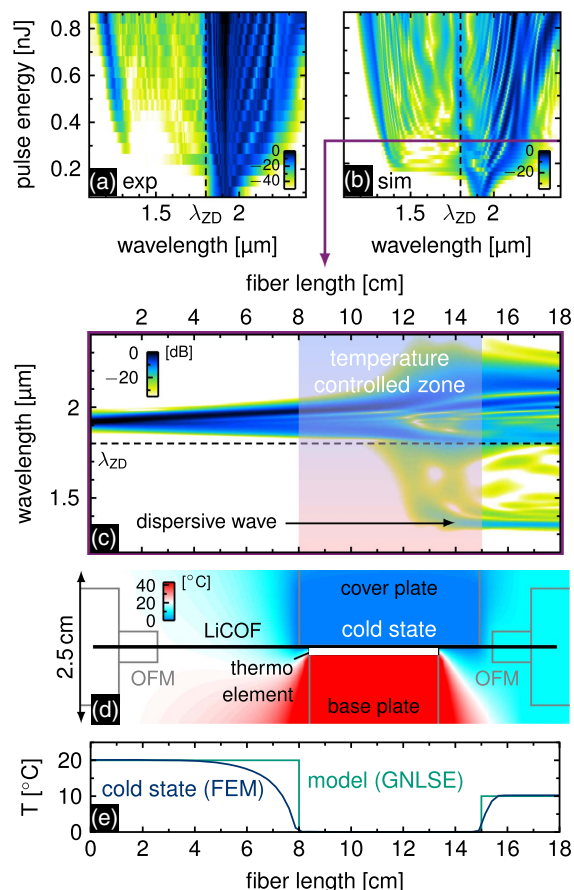 pulse energy [nJ]
0.8
0.6
0.4
0.2
0
−20
−40
(a) exp
0
−20
(b) sim
1.5 λZD 2
1.5 λZD 2
wavelength [µm]
wavelength [µm]
fiber length [cm]
2 4 6 8 10 12 14 16 18
wavelength [µm]
2
1.5
0 [dB]
−20
temperature
controlled zone
λZD
dispersive wave
(c)
2.5 cm
[°C]
40
20
0
cover plate
LiCOF
cold state
OFM
thermo
element
OFM
base plate
(d)
T [°C]
20
10
0
cold state (FEM)
model (GNLSE)
(e)
0 2 4 6 8 10 12 14 16 18
fiber length [cm]